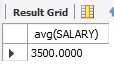 Result Grid
avg(SALARY)
3500.0000